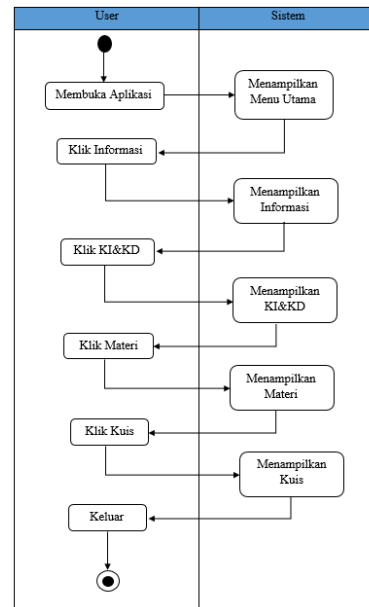 User
Sistem
Membuka Aplikasi
Menampilkan
Menu Utama
Klik Informasi
Menampilkan
Informasi
Klik KI&KD
Menampilkan
KI&KD
Klik Materi
Menampilkan
Materi
Klik Kuis
Menampilkan
Kuis
Keluar